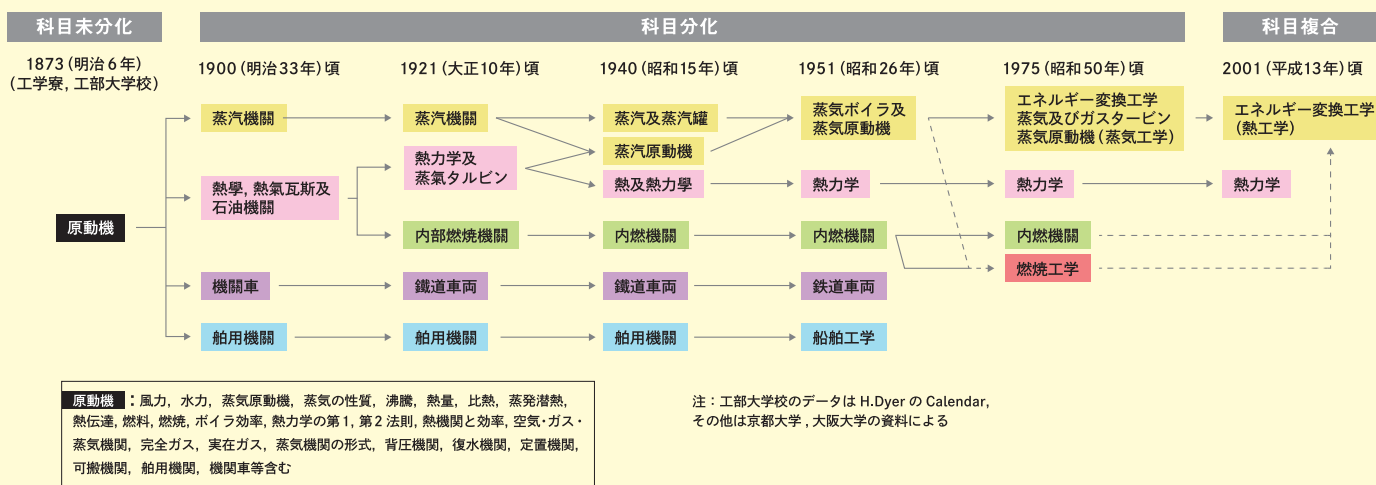 科目未分化
科目分化
科目複合
1873(明治6年)
(工学寮, 工部大学校)
1900(明治33年)頃
1921(大正10年)頃
1940(昭和15年)頃
1951(昭和26年)頃
1975(昭和50年)頃
2001(平成13年)頃
原動機
蒸汽機關
熱學, 熱氣瓦斯及
石油機關
機關車
舶用機關
蒸汽機關
熱力学及
蒸氣タルビン
内部燃焼機關
鐵道車両
舶用機關
蒸汽及蒸汽罐
蒸汽原動機
熱及熱力學
内燃機關
鐵道車両
舶用機關
蒸気ボイラ及
蒸気原動機
熱力学
内燃機関
鉄道車両
船舶工学
エネルギー変換工学
蒸気及びガスタービン
蒸気原動機(蒸気工学)
熱力学
内燃機関
燃焼工学
エネルギー変換工学
(熱工学)
熱力学
原動機:風力, 水力, 蒸気原動機, 蒸気の性質, 沸騰, 熱量, 比熱, 蒸発潜熱,
熱伝達, 燃料, 燃焼, ボイラ効率, 熱力学の第1, 第2法則, 熱機関と効率, 空気・ガス・
蒸気機関, 完全ガス, 実在ガス, 蒸気機関の形式, 背圧機関, 復水機関, 定置機関,
可搬機関, 舶用機関, 機関車等含む
注:工部大学校のデータは H.Dyer の Calendar,
その他は京都大学, 大阪大学の資料による